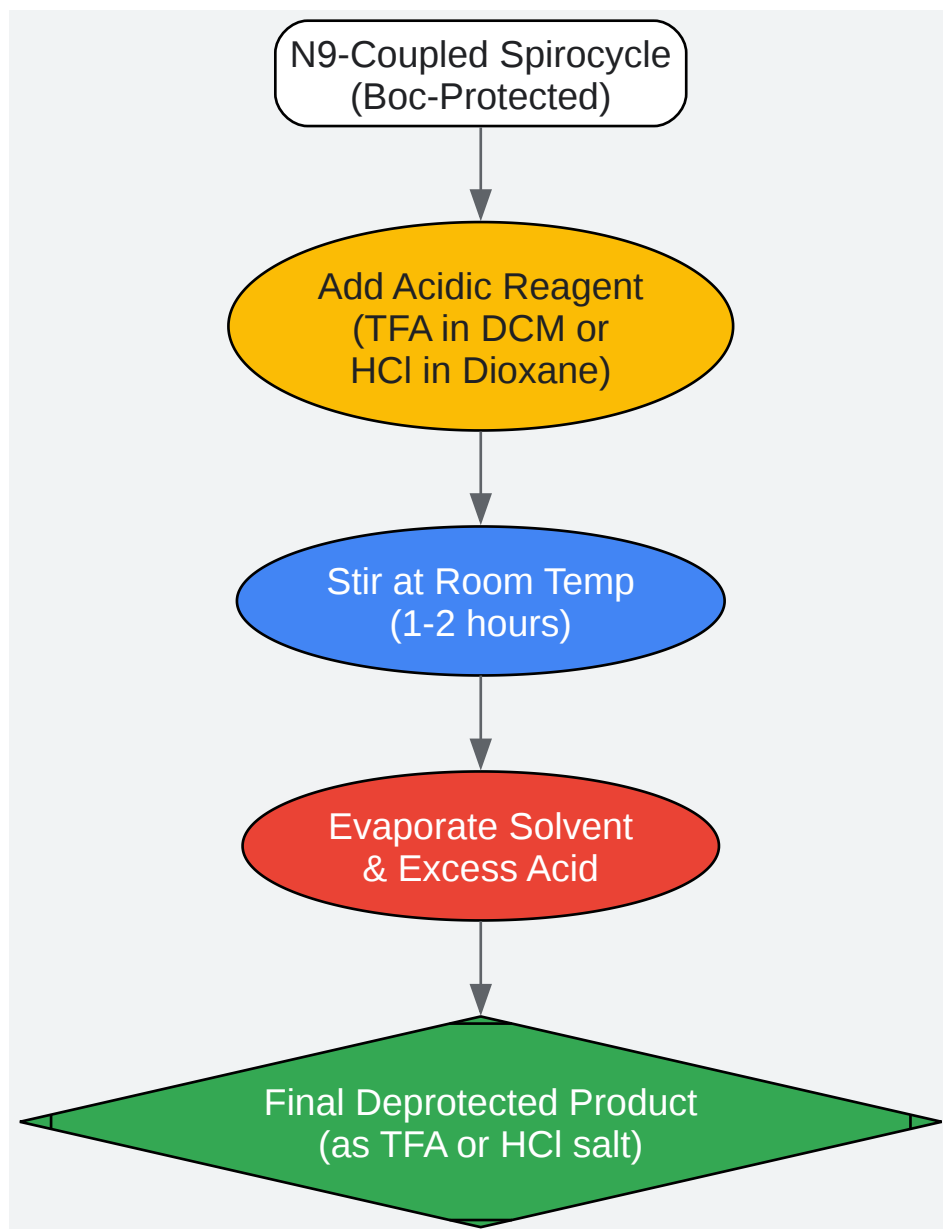 N9-Coupled Spirocycle
(Boc-Protected)
Add Acidic Reagent
(TFA in DCM or
HCl in Dioxane)
Stir at Room Temp
(1-2 hours)
Evaporate Solvent
& Excess Acid
Final Deprotected Product
(as TFA or HCl salt)